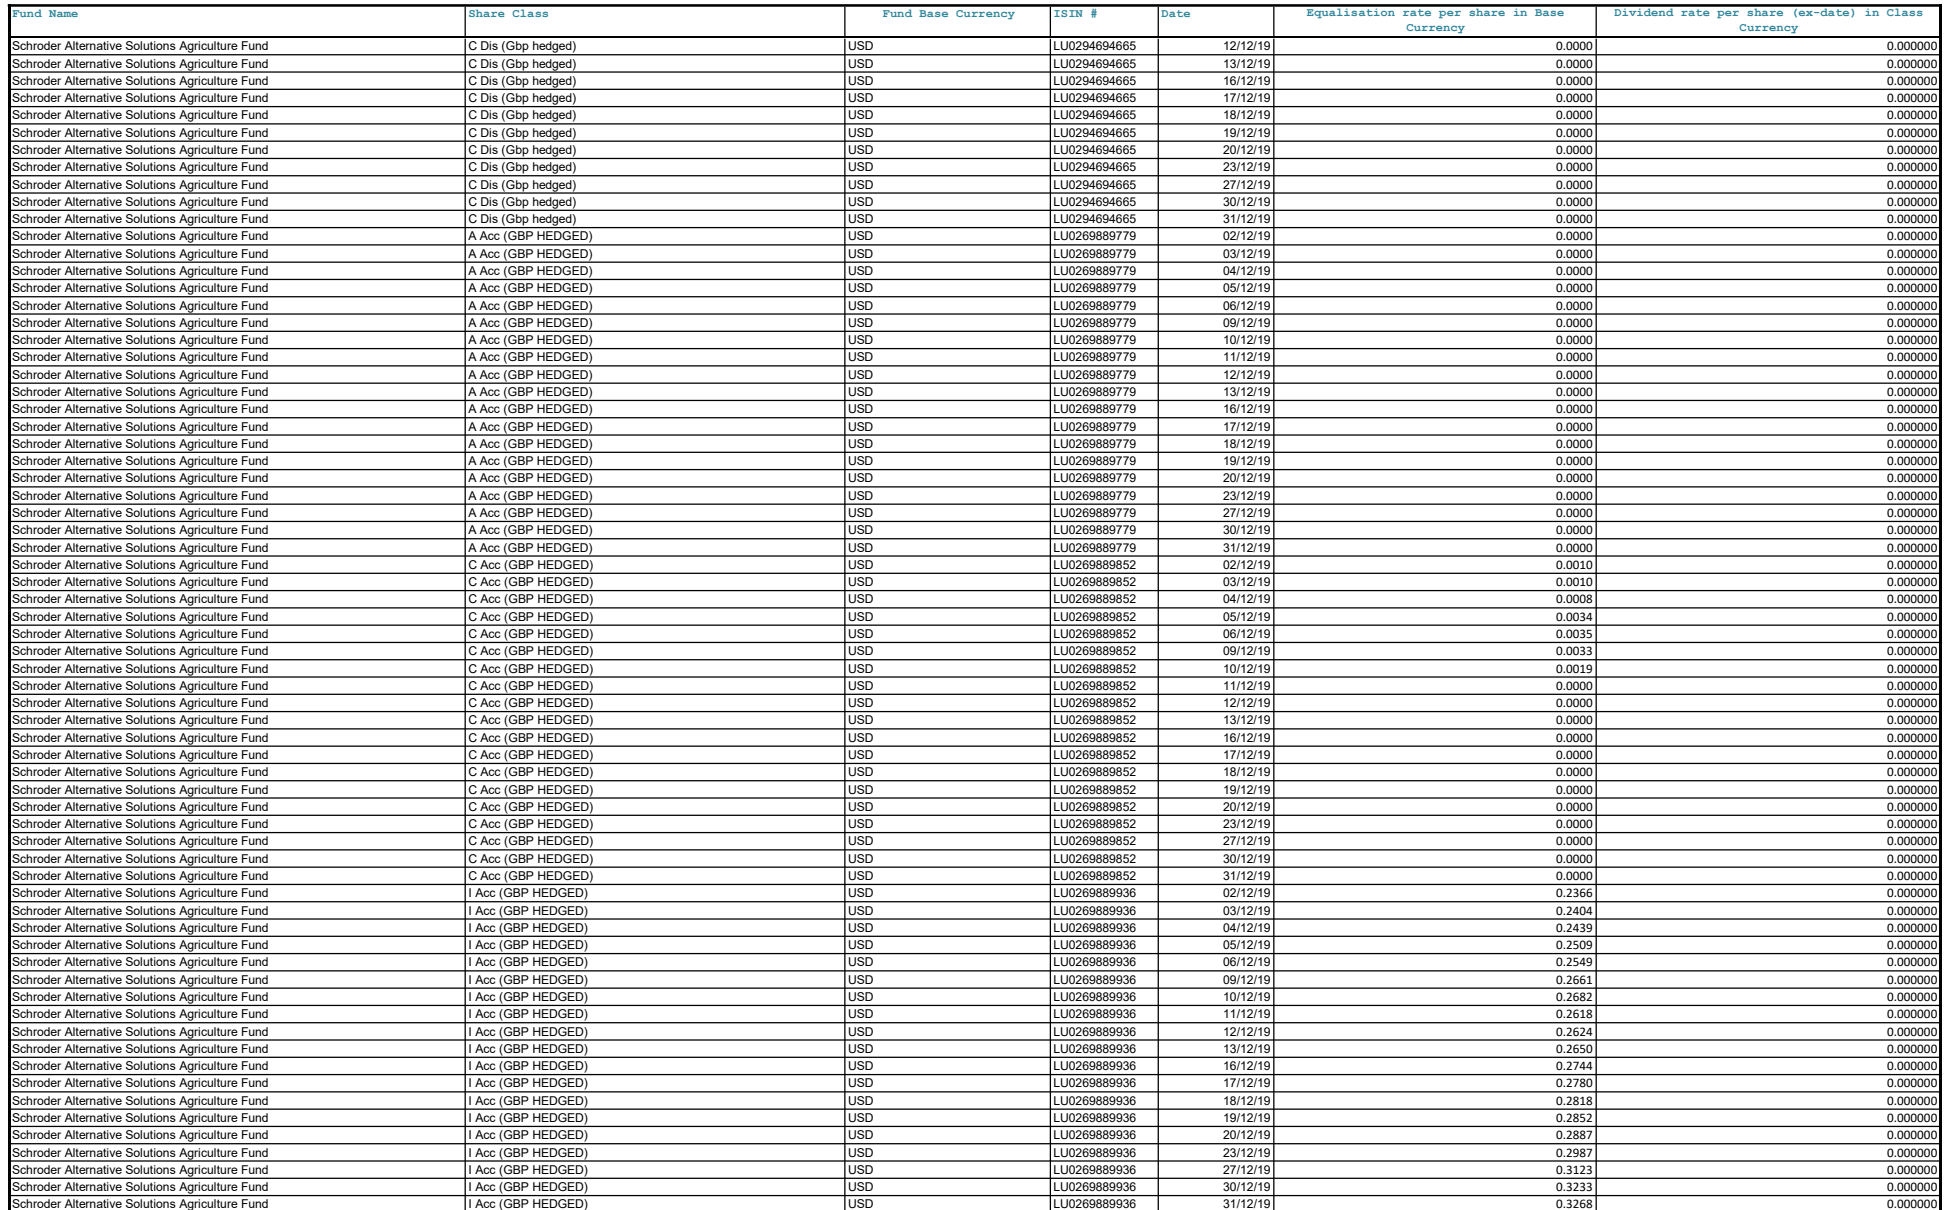 Fund Name Share Class Fund Base Currency ISIN # Date Equalisation rate per share in Base Currency Dividend rate per share (ex-date) in Class Currency
Schroder Alternative Solutions Agriculture Fund C Dis (Gbp hedged) USD LU0294694665 12/12/19 0.0000 0.000000
Schroder Alternative Solutions Agriculture Fund C Dis (Gbp hedged) USD LU0294694665 13/12/19 0.0000 0.000000
Schroder Alternative Solutions Agriculture Fund C Dis (Gbp hedged) USD LU0294694665 16/12/19 0.0000 0.000000
Schroder Alternative Solutions Agriculture Fund C Dis (Gbp hedged) USD LU0294694665 17/12/19 0.0000 0.000000
Schroder Alternative Solutions Agriculture Fund C Dis (Gbp hedged) USD LU0294694665 18/12/19 0.0000 0.000000
Schroder Alternative Solutions Agriculture Fund C Dis (Gbp hedged) USD LU0294694665 19/12/19 0.0000 0.000000
Schroder Alternative Solutions Agriculture Fund C Dis (Gbp hedged) USD LU0294694665 20/12/19 0.0000 0.000000
Schroder Alternative Solutions Agriculture Fund C Dis (Gbp hedged) USD LU0294694665 23/12/19 0.0000 0.000000
Schroder Alternative Solutions Agriculture Fund C Dis (Gbp hedged) USD LU0294694665 27/12/19 0.0000 0.000000
Schroder Alternative Solutions Agriculture Fund C Dis (Gbp hedged) USD LU0294694665 30/12/19 0.0000 0.000000
Schroder Alternative Solutions Agriculture Fund C Dis (Gbp hedged) USD LU0294694665 31/12/19 0.0000 0.000000
Schroder Alternative Solutions Agriculture Fund A Acc (GBP HEDGED) USD LU0269889779 02/12/19 0.0000 0.000000
Schroder Alternative Solutions Agriculture Fund A Acc (GBP HEDGED) USD LU0269889779 03/12/19 0.0000 0.000000
Schroder Alternative Solutions Agriculture Fund A Acc (GBP HEDGED) USD LU0269889779 04/12/19 0.0000 0.000000
Schroder Alternative Solutions Agriculture Fund A Acc (GBP HEDGED) USD LU0269889779 05/12/19 0.0000 0.000000
Schroder Alternative Solutions Agriculture Fund A Acc (GBP HEDGED) USD LU0269889779 06/12/19 0.0000 0.000000
Schroder Alternative Solutions Agriculture Fund A Acc (GBP HEDGED) USD LU0269889779 09/12/19 0.0000 0.000000
Schroder Alternative Solutions Agriculture Fund A Acc (GBP HEDGED) USD LU0269889779 10/12/19 0.0000 0.000000
Schroder Alternative Solutions Agriculture Fund A Acc (GBP HEDGED) USD LU0269889779 11/12/19 0.0000 0.000000
Schroder Alternative Solutions Agriculture Fund A Acc (GBP HEDGED) USD LU0269889779 12/12/19 0.0000 0.000000
Schroder Alternative Solutions Agriculture Fund A Acc (GBP HEDGED) USD LU0269889779 13/12/19 0.0000 0.000000
Schroder Alternative Solutions Agriculture Fund A Acc (GBP HEDGED) USD LU0269889779 16/12/19 0.0000 0.000000
Schroder Alternative Solutions Agriculture Fund A Acc (GBP HEDGED) USD LU0269889779 17/12/19 0.0000 0.000000
Schroder Alternative Solutions Agriculture Fund A Acc (GBP HEDGED) USD LU0269889779 18/12/19 0.0000 0.000000
Schroder Alternative Solutions Agriculture Fund A Acc (GBP HEDGED) USD LU0269889779 19/12/19 0.0000 0.000000
Schroder Alternative Solutions Agriculture Fund A Acc (GBP HEDGED) USD LU0269889779 20/12/19 0.0000 0.000000
Schroder Alternative Solutions Agriculture Fund A Acc (GBP HEDGED) USD LU0269889779 23/12/19 0.0000 0.000000
Schroder Alternative Solutions Agriculture Fund A Acc (GBP HEDGED) USD LU0269889779 27/12/19 0.0000 0.000000
Schroder Alternative Solutions Agriculture Fund A Acc (GBP HEDGED) USD LU0269889779 30/12/19 0.0000 0.000000
Schroder Alternative Solutions Agriculture Fund A Acc (GBP HEDGED) USD LU0269889779 31/12/19 0.0000 0.000000
Schroder Alternative Solutions Agriculture Fund C Acc (GBP HEDGED) USD LU0269889852 02/12/19 0.0010 0.000000
Schroder Alternative Solutions Agriculture Fund C Acc (GBP HEDGED) USD LU0269889852 03/12/19 0.0010 0.000000
Schroder Alternative Solutions Agriculture Fund C Acc (GBP HEDGED) USD LU0269889852 04/12/19 0.0008 0.000000
Schroder Alternative Solutions Agriculture Fund C Acc (GBP HEDGED) USD LU0269889852 05/12/19 0.0034 0.000000
Schroder Alternative Solutions Agriculture Fund C Acc (GBP HEDGED) USD LU0269889852 06/12/19 0.0035 0.000000
Schroder Alternative Solutions Agriculture Fund C Acc (GBP HEDGED) USD LU0269889852 09/12/19 0.0033 0.000000
Schroder Alternative Solutions Agriculture Fund C Acc (GBP HEDGED) USD LU0269889852 10/12/19 0.0019 0.000000
Schroder Alternative Solutions Agriculture Fund C Acc (GBP HEDGED) USD LU0269889852 11/12/19 0.0000 0.000000
Schroder Alternative Solutions Agriculture Fund C Acc (GBP HEDGED) USD LU0269889852 12/12/19 0.0000 0.000000
Schroder Alternative Solutions Agriculture Fund C Acc (GBP HEDGED) USD LU0269889852 13/12/19 0.0000 0.000000
Schroder Alternative Solutions Agriculture Fund C Acc (GBP HEDGED) USD LU0269889852 16/12/19 0.0000 0.000000
Schroder Alternative Solutions Agriculture Fund C Acc (GBP HEDGED) USD LU0269889852 17/12/19 0.0000 0.000000
Schroder Alternative Solutions Agriculture Fund C Acc (GBP HEDGED) USD LU0269889852 18/12/19 0.0000 0.000000
Schroder Alternative Solutions Agriculture Fund C Acc (GBP HEDGED) USD LU0269889852 19/12/19 0.0000 0.000000
Schroder Alternative Solutions Agriculture Fund C Acc (GBP HEDGED) USD LU0269889852 20/12/19 0.0000 0.000000
Schroder Alternative Solutions Agriculture Fund C Acc (GBP HEDGED) USD LU0269889852 23/12/19 0.0000 0.000000
Schroder Alternative Solutions Agriculture Fund C Acc (GBP HEDGED) USD LU0269889852 27/12/19 0.0000 0.000000
Schroder Alternative Solutions Agriculture Fund C Acc (GBP HEDGED) USD LU0269889852 30/12/19 0.0000 0.000000
Schroder Alternative Solutions Agriculture Fund C Acc (GBP HEDGED) USD LU0269889852 31/12/19 0.0000 0.000000
Schroder Alternative Solutions Agriculture Fund I Acc (GBP HEDGED) USD LU0269889936 02/12/19 0.2366 0.000000
Schroder Alternative Solutions Agriculture Fund I Acc (GBP HEDGED) USD LU0269889936 03/12/19 0.2404 0.000000
Schroder Alternative Solutions Agriculture Fund I Acc (GBP HEDGED) USD LU0269889936 04/12/19 0.2439 0.000000
Schroder Alternative Solutions Agriculture Fund I Acc (GBP HEDGED) USD LU0269889936 05/12/19 0.2509 0.000000
Schroder Alternative Solutions Agriculture Fund I Acc (GBP HEDGED) USD LU0269889936 06/12/19 0.2549 0.000000
Schroder Alternative Solutions Agriculture Fund I Acc (GBP HEDGED) USD LU0269889936 09/12/19 0.2661 0.000000
Schroder Alternative Solutions Agriculture Fund I Acc (GBP HEDGED) USD LU0269889936 10/12/19 0.2682 0.000000
Schroder Alternative Solutions Agriculture Fund I Acc (GBP HEDGED) USD LU0269889936 11/12/19 0.2618 0.000000
Schroder Alternative Solutions Agriculture Fund I Acc (GBP HEDGED) USD LU0269889936 12/12/19 0.2624 0.000000
Schroder Alternative Solutions Agriculture Fund I Acc (GBP HEDGED) USD LU0269889936 13/12/19 0.2650 0.000000
Schroder Alternative Solutions Agriculture Fund I Acc (GBP HEDGED) USD LU0269889936 16/12/19 0.2744 0.000000
Schroder Alternative Solutions Agriculture Fund I Acc (GBP HEDGED) USD LU0269889936 17/12/19 0.2780 0.000000
Schroder Alternative Solutions Agriculture Fund I Acc (GBP HEDGED) USD LU0269889936 18/12/19 0.2818 0.000000
Schroder Alternative Solutions Agriculture Fund I Acc (GBP HEDGED) USD LU0269889936 19/12/19 0.2852 0.000000
Schroder Alternative Solutions Agriculture Fund I Acc (GBP HEDGED) USD LU0269889936 20/12/19 0.2887 0.000000
Schroder Alternative Solutions Agriculture Fund I Acc (GBP HEDGED) USD LU0269889936 23/12/19 0.2987 0.000000
Schroder Alternative Solutions Agriculture Fund I Acc (GBP HEDGED) USD LU0269889936 27/12/19 0.3123 0.000000
Schroder Alternative Solutions Agriculture Fund I Acc (GBP HEDGED) USD LU0269889936 30/12/19 0.3233 0.000000
Schroder Alternative Solutions Agriculture Fund I Acc (GBP HEDGED) USD LU0269889936 31/12/19 0.3268 0.000000